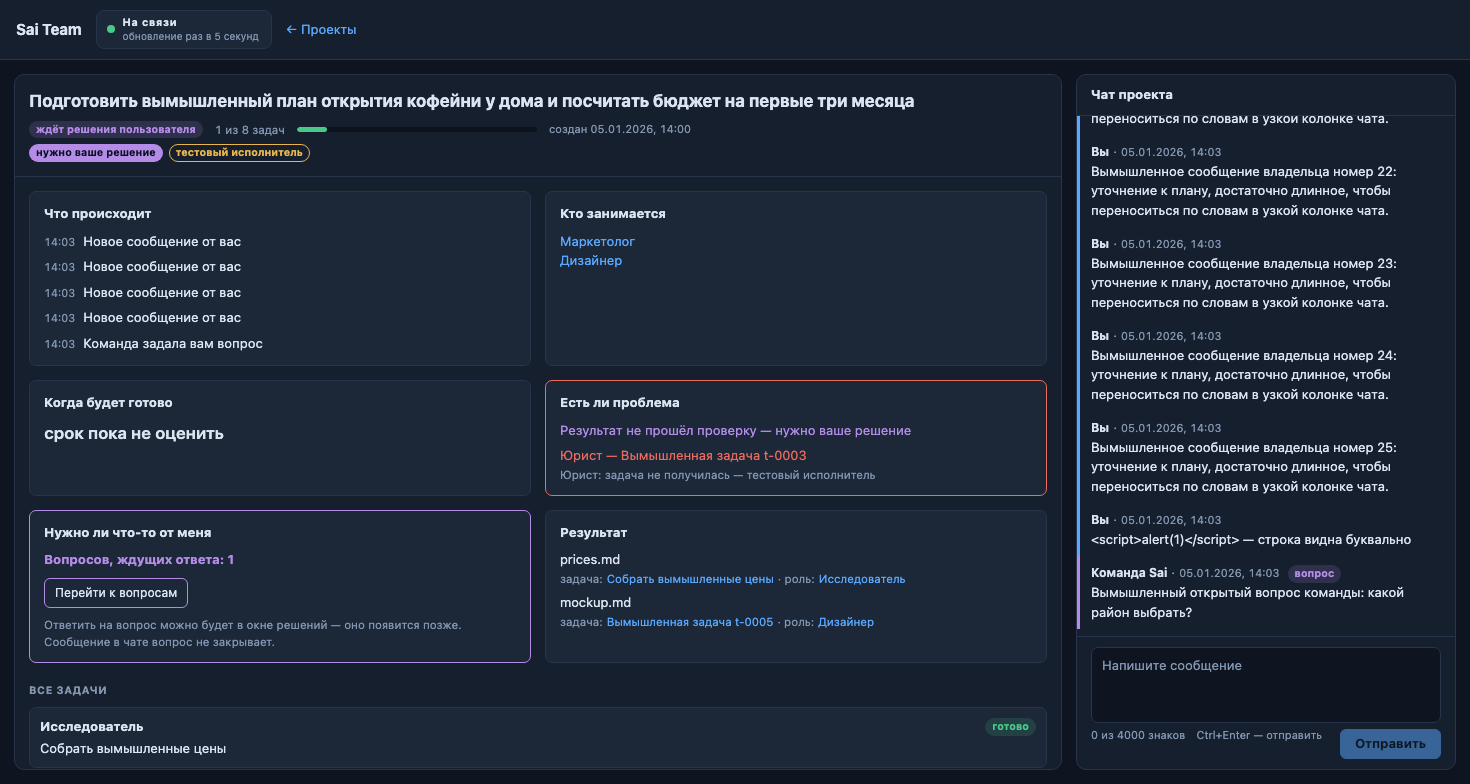 Sai Team
На связи
обновление раз в 5 секунд
← Проекты
Подготовить вымышленный план открытия кофейни у дома и посчитать бюджет на первые три месяца
ждёт решения пользователя
1 из 8 задач
создан 05.01.2026, 14:00
нужно ваше решение
тестовый исполнитель
Что происходит
14:03 Новое сообщение от вас
14:03 Новое сообщение от вас
14:03 Новое сообщение от вас
14:03 Новое сообщение от вас
14:03 Команда задала вам вопрос
Кто занимается
Маркетолог
Дизайнер
Когда будет готово
срок пока не оценить
Есть ли проблема
Результат не прошёл проверку — нужно ваше решение
Юрист — Вымышленная задача t-0003
Юрист: задача не получилась — тестовый исполнитель
Нужно ли что-то от меня
Вопросов, ждущих ответа: 1
Перейти к вопросам
Ответить на вопрос можно будет в окне решений — оно появится позже.
Сообщение в чате вопрос не закрывает.
Результат
prices.md
задача: Собрать вымышленные цены · роль: Исследователь
mockup.md
задача: Вымышленная задача t-0005 · роль: Дизайнер
ВСЕ ЗАДАЧИ
Исследователь
готово
Собрать вымышленные цены
Чат проекта
переноситься по словам в узкой колонке чата.
Вы · 05.01.2026, 14:03
Вымышленное сообщение владельца номер 22:
уточнение к плану, достаточно длинное, чтобы
переноситься по словам в узкой колонке чата.
Вы · 05.01.2026, 14:03
Вымышленное сообщение владельца номер 23:
уточнение к плану, достаточно длинное, чтобы
переноситься по словам в узкой колонке чата.
Вы · 05.01.2026, 14:03
Вымышленное сообщение владельца номер 24:
уточнение к плану, достаточно длинное, чтобы
переноситься по словам в узкой колонке чата.
Вы · 05.01.2026, 14:03
Вымышленное сообщение владельца номер 25:
уточнение к плану, достаточно длинное, чтобы
переноситься по словам в узкой колонке чата.
Вы · 05.01.2026, 14:03
<script>alert(1)</script> — строка видна буквально
Команда Sai · 05.01.2026, 14:03 вопрос
Вымышленный открытый вопрос команды: какой
район выбрать?
Напишите сообщение
0 из 4000 знаков
Ctrl+Enter — отправить
Отправить